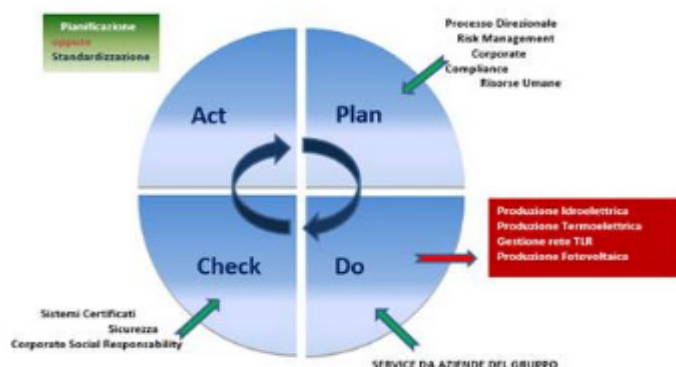 Pianificazione
oppure
Standardizzazione
Processo Direzionale
Risk Management
Corporate
Compliance
Risorse Umane
Act
Plan
Check
Do
Produzione Idroelettrica
Produzione Termoelettrica
Gestione rete TLR
Produzione Fotovoltaica
Sistemi Certificati
Sicurezza
Corporate Social Responsability
SERVICE DA AZIENDE DEL GRUPPO